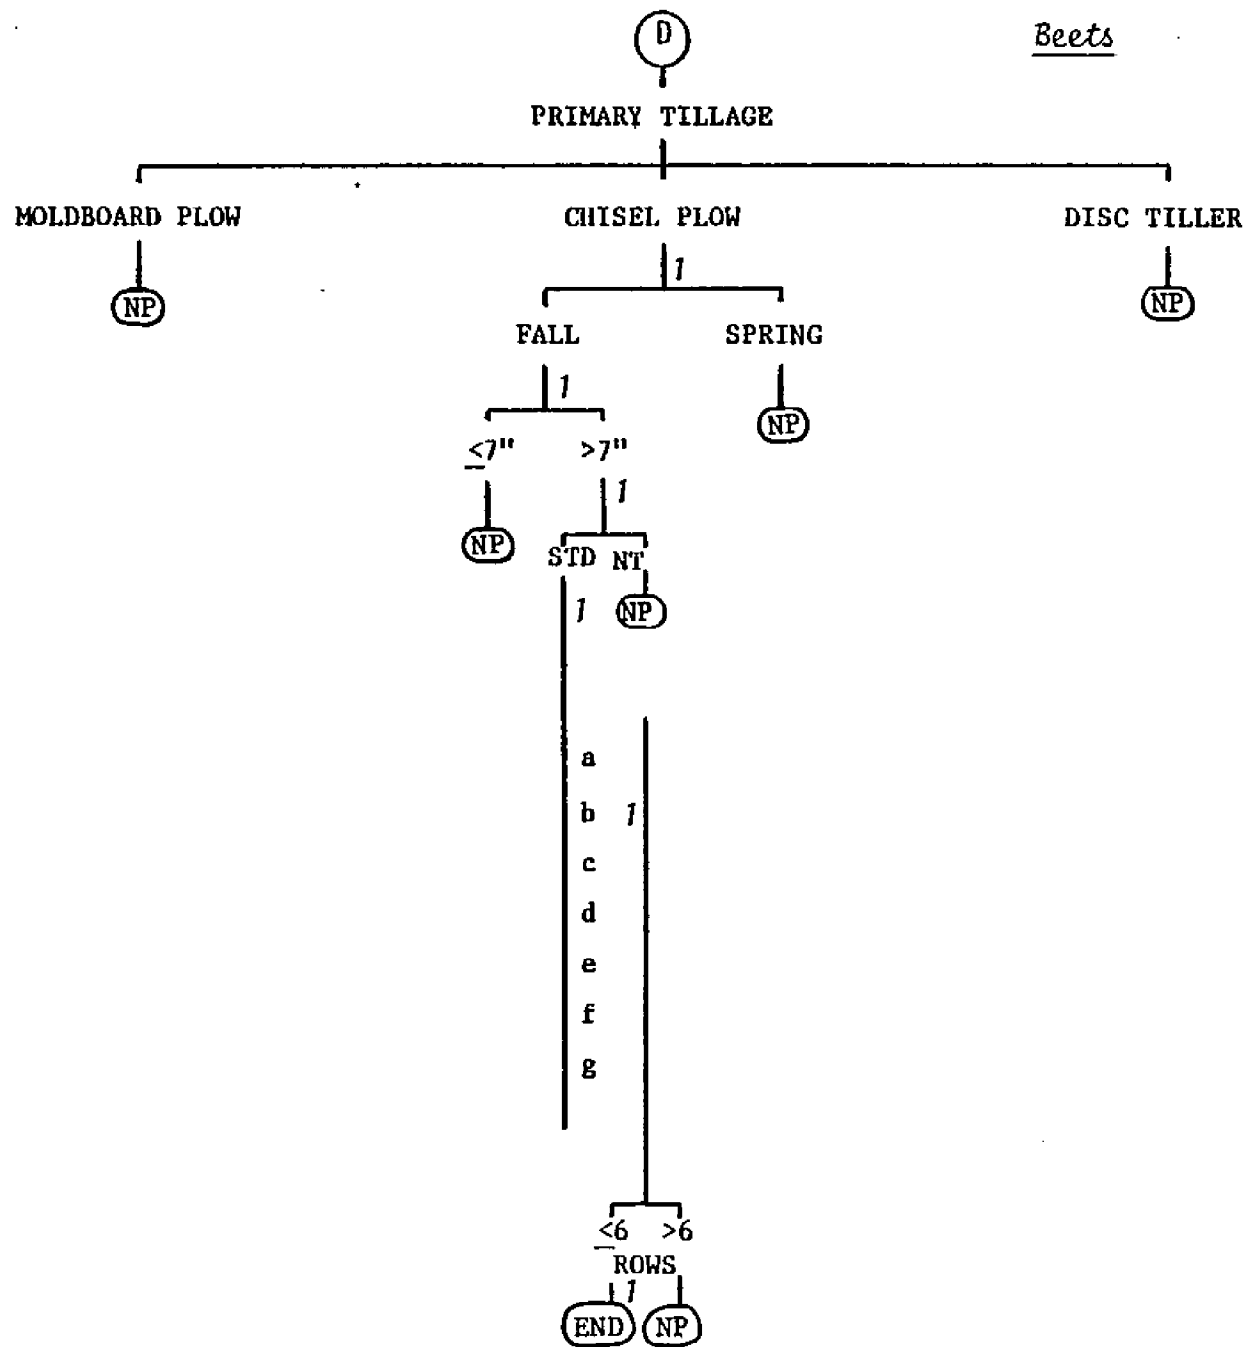 D
Beets
PRIMARY TILLAGE
MOLDBOARD PLOW CHISEL PLOW DISC TILLER
1
NP NP
FALL SPRING
1
NP
≤7" >7"
1
NP
STD NT
1 NP
a
b 1
c
d
e
f
g
≤6 >6
ROWS
1
END NP